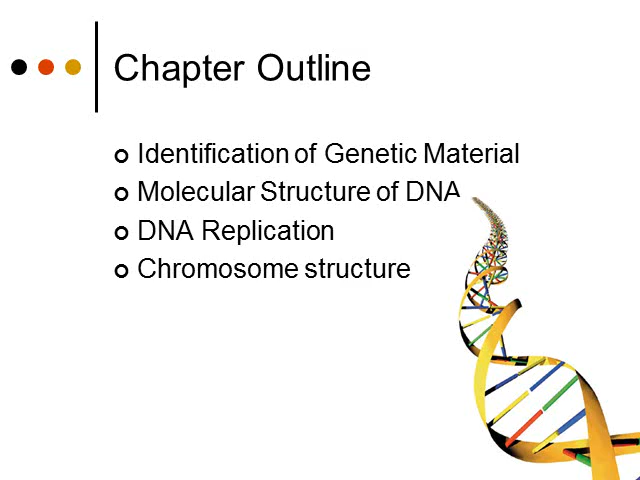 Chapter Outline
Identification of Genetic Material
Molecular Structure of DNA
DNA Replication
Chromosome structure